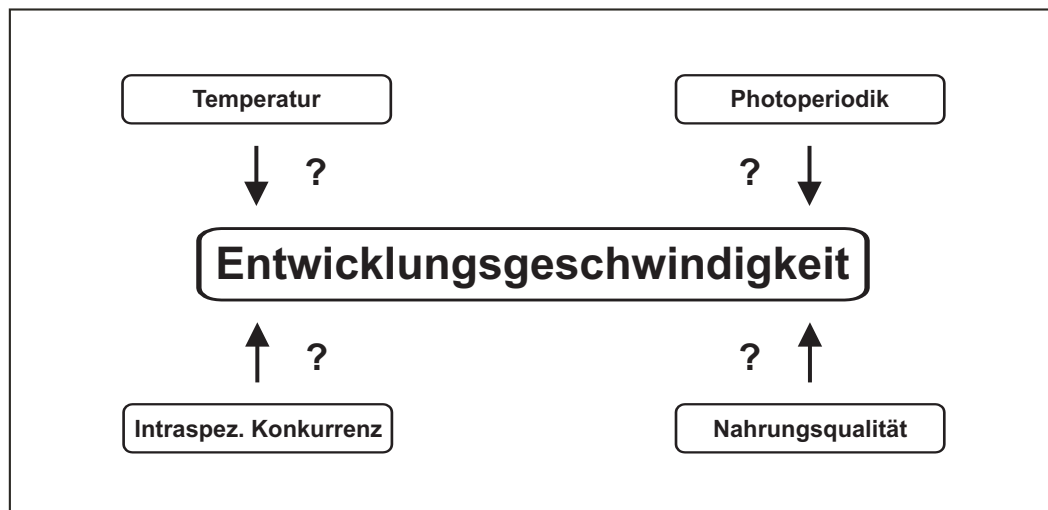 Temperatur
Photoperiodik
?
?
Entwicklungsgeschwindigkeit
?
?
Intraspez. Konkurrenz
Nahrungsqualität